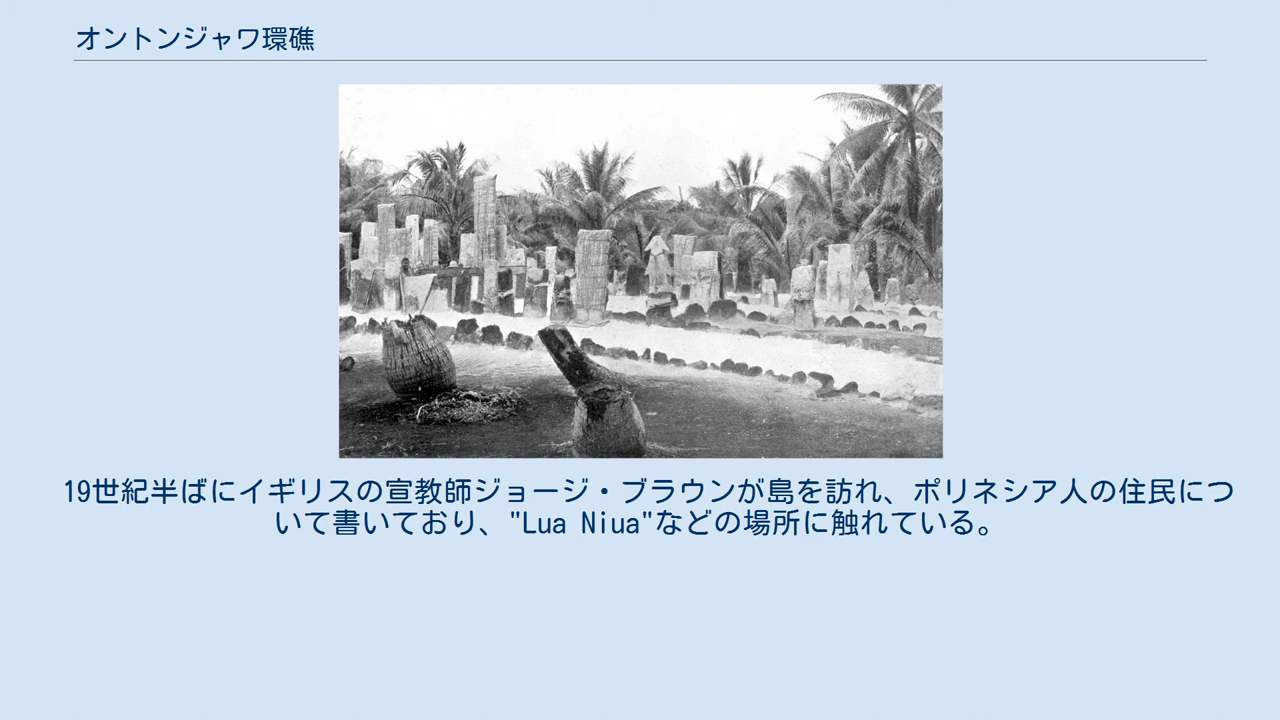 オントンジャワ環礁
19世紀半ばにイギリスの宣教師ジョージ・ブラウンが島を訪れ、ポリネシア人の住民につ
いて書いており、"Lua Niua"などの場所に触れている。